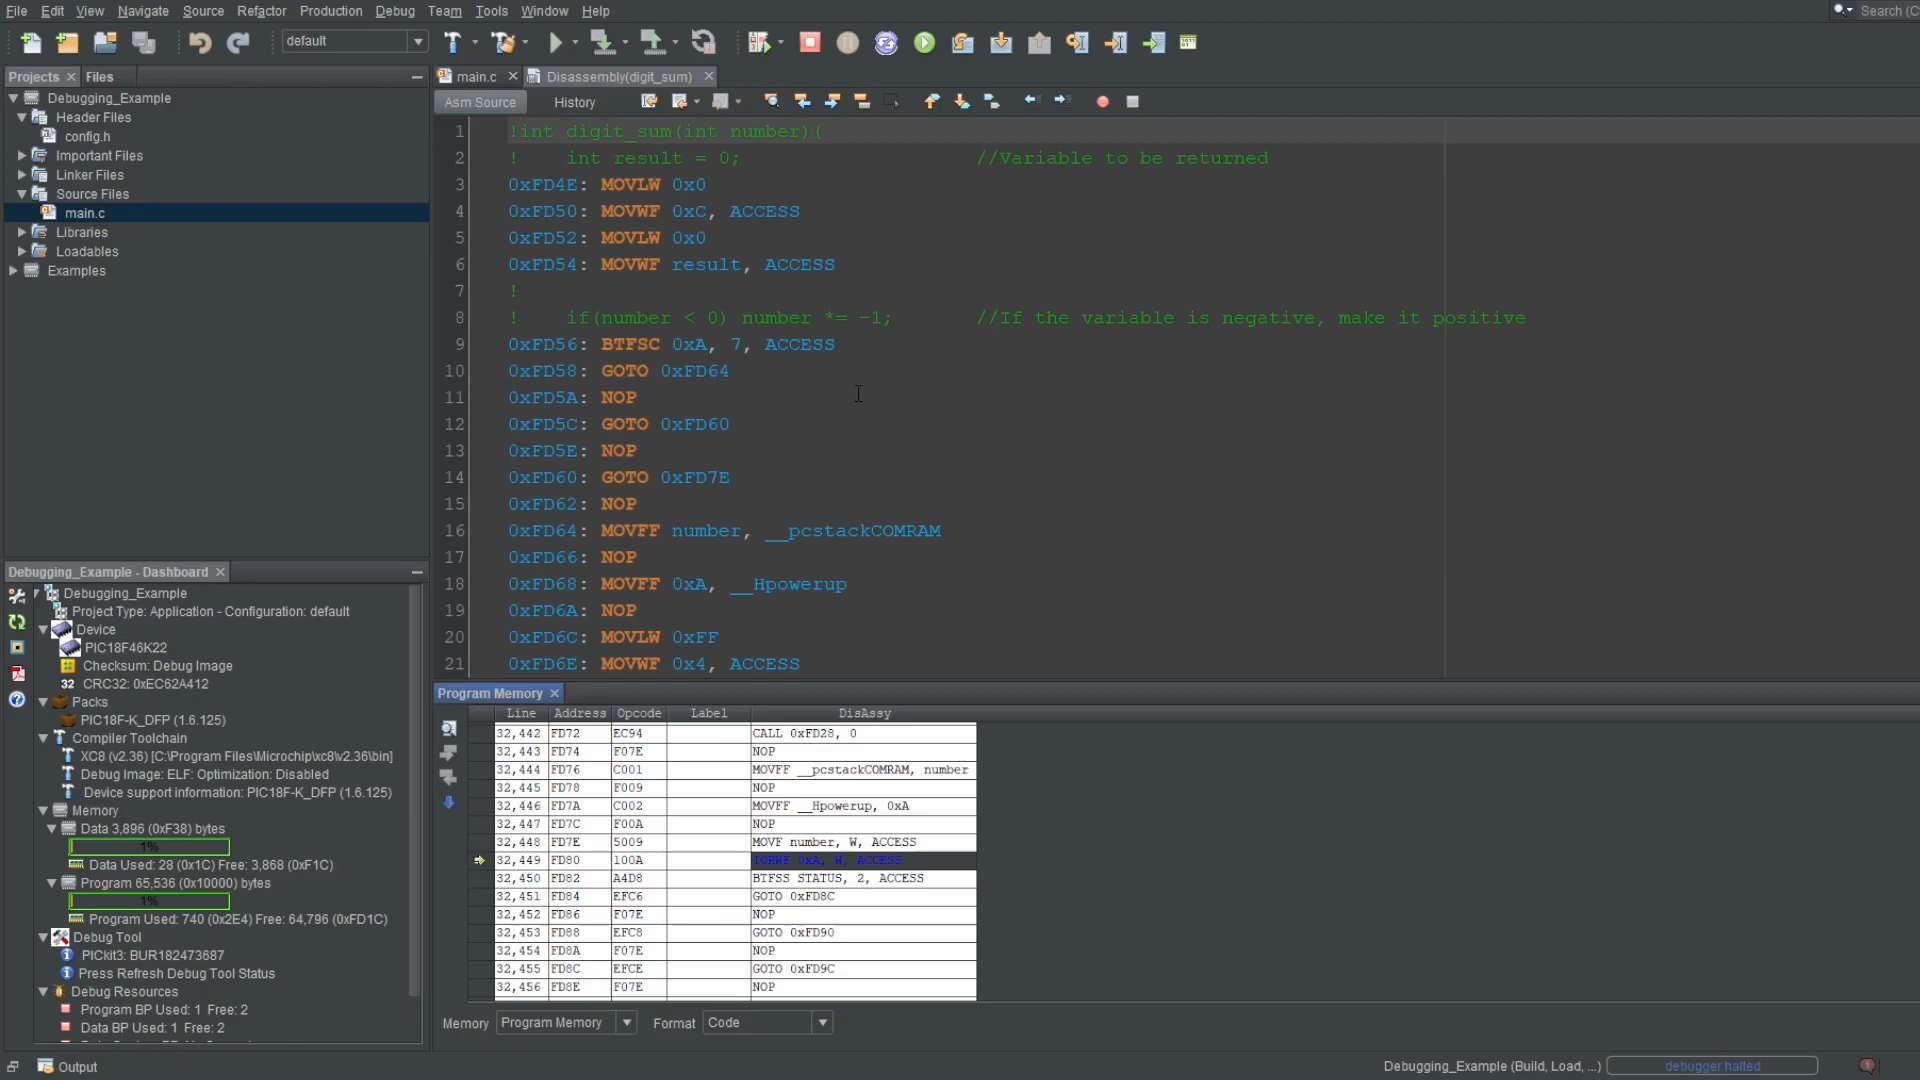 File Edit View Navigate Source Refactor Production Debug Team Tools Window Help
Search (C
default
Projects Files
Debugging_Example
Header Files
config.h
Important Files
Linker Files
Source Files
main.c
Libraries
Loadables
Examples
main.c Disassembly(digit_sum)
Asm Source History
1 !int digit_sum(int number){
2 ! int result = 0; //Variable to be returned
3 0xFD4E: MOVLW 0x0
4 0xFD50: MOVWF 0xC, ACCESS
5 0xFD52: MOVLW 0x0
6 0xFD54: MOVWF result, ACCESS
7 !
8 ! if(number < 0) number *= -1; //If the variable is negative, make it positive
9 0xFD56: BTFSC 0xA, 7, ACCESS
10 0xFD58: GOTO 0xFD64
11 0xFD5A: NOP
12 0xFD5C: GOTO 0xFD60
13 0xFD5E: NOP
14 0xFD60: GOTO 0xFD7E
15 0xFD62: NOP
16 0xFD64: MOVFF number, __pcstackCOMRAM
17 0xFD66: NOP
18 0xFD68: MOVFF 0xA, __Hpowerup
19 0xFD6A: NOP
20 0xFD6C: MOVLW 0xFF
21 0xFD6E: MOVWF 0x4, ACCESS
Debugging_Example - Dashboard
Debugging_Example
Project Type: Application - Configuration: default
Device
PIC18F46K22
Checksum: Debug Image
32 CRC32: 0xEC62A412
Packs
PIC18F-K_DFP (1.6.125)
Compiler Toolchain
XC8 (v2.36) [C:\Program Files\Microchip\xc8\v2.36\bin]
Debug Image: ELF: Optimization: Disabled
Device support information: PIC18F-K_DFP (1.6.125)
Memory
Data 3,896 (0xF38) bytes
1%
Data Used: 28 (0x1C) Free: 3,868 (0xF1C)
Program 65,536 (0x10000) bytes
1%
Program Used: 740 (0x2E4) Free: 64,796 (0xFD1C)
Debug Tool
PICkit3: BUR182473687
Press Refresh Debug Tool Status
Debug Resources
Program BP Used: 1 Free: 2
Data BP Used: 1 Free: 2
Program Memory
Line Address Opcode Label DisAssy
32,442 FD72 EC94 CALL 0xFD28, 0
32,443 FD74 F07E NOP
32,444 FD76 C001 MOVFF __pcstackCOMRAM, number
32,445 FD78 F009 NOP
32,446 FD7A C002 MOVFF __Hpowerup, 0xA
32,447 FD7C F00A NOP
32,448 FD7E 5009 MOVF number, W, ACCESS
32,449 FD80 100A IORWF 0xA, W, ACCESS
32,450 FD82 A4D8 BTFSS STATUS, 2, ACCESS
32,451 FD84 EFC6 GOTO 0xFD8C
32,452 FD86 F07E NOP
32,453 FD88 EFC8 GOTO 0xFD90
32,454 FD8A F07E NOP
32,455 FD8C EFCE GOTO 0xFD9C
32,456 FD8E F07E NOP
Memory Program Memory Format Code
Output
Debugging_Example (Build, Load, ...) debugger halted